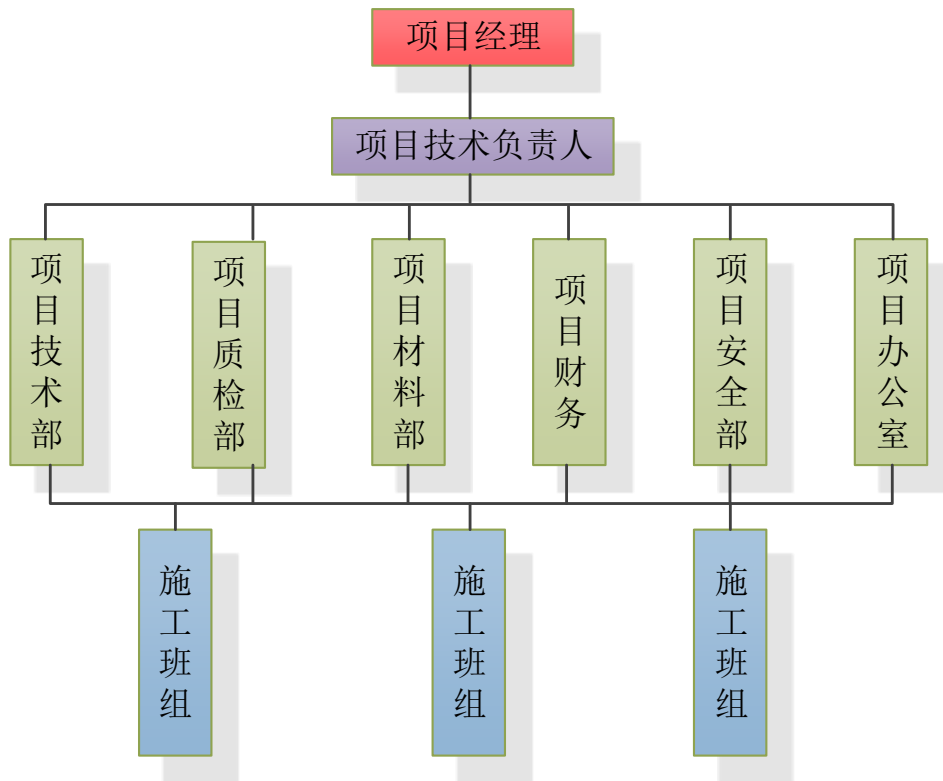 项目经理
项目技术负责人
项目技术部
项目质检部
项目材料部
项目财务
项目安全部
项目办公室
施工班组
施工班组
施工班组